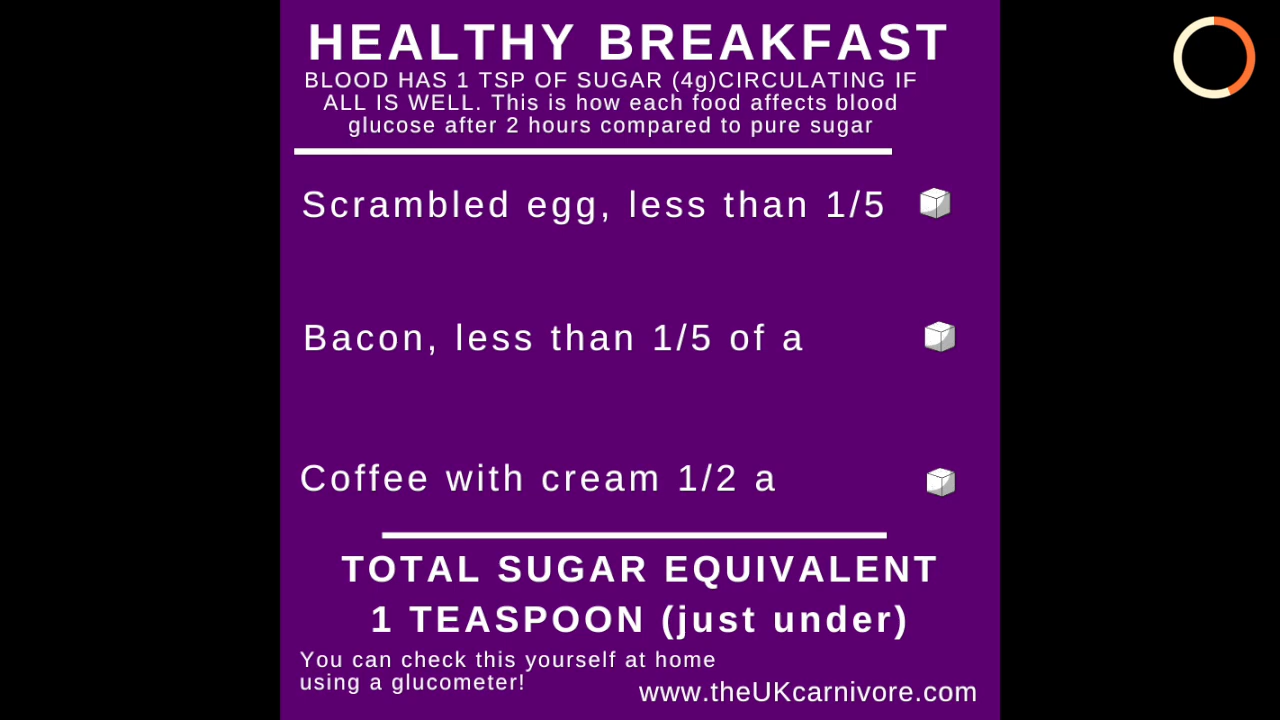 HEALTHY BREAKFAST
BLOOD HAS 1 TSP OF SUGAR (4g)CIRCULATING IF
ALL IS WELL. This is how each food affects blood
glucose after 2 hours compared to pure sugar
Scrambled egg, less than 1/5
Bacon, less than 1/5 of a
Coffee with cream 1/2 a
TOTAL SUGAR EQUIVALENT
1 TEASPOON (just under)
You can check this yourself at home
using a glucometer!
www.theUKcarnivore.com